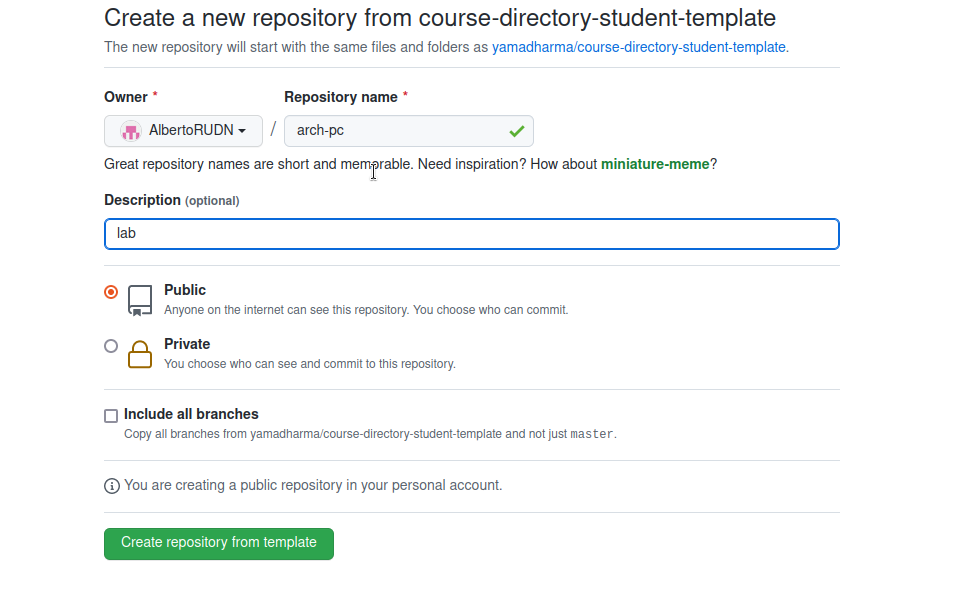 Create a new repository from course-directory-student-template
The new repository will start with the same files and folders as yamadharma/course-directory-student-template.
Owner * Repository name *
AlbertoRUDN / arch-pc
Great repository names are short and memorable. Need inspiration? How about miniature-meme?
Description (optional)
lab
Public
Anyone on the internet can see this repository. You choose who can commit.
Private
You choose who can see and commit to this repository.
Include all branches
Copy all branches from yamadharma/course-directory-student-template and not just master.
You are creating a public repository in your personal account.
Create repository from template